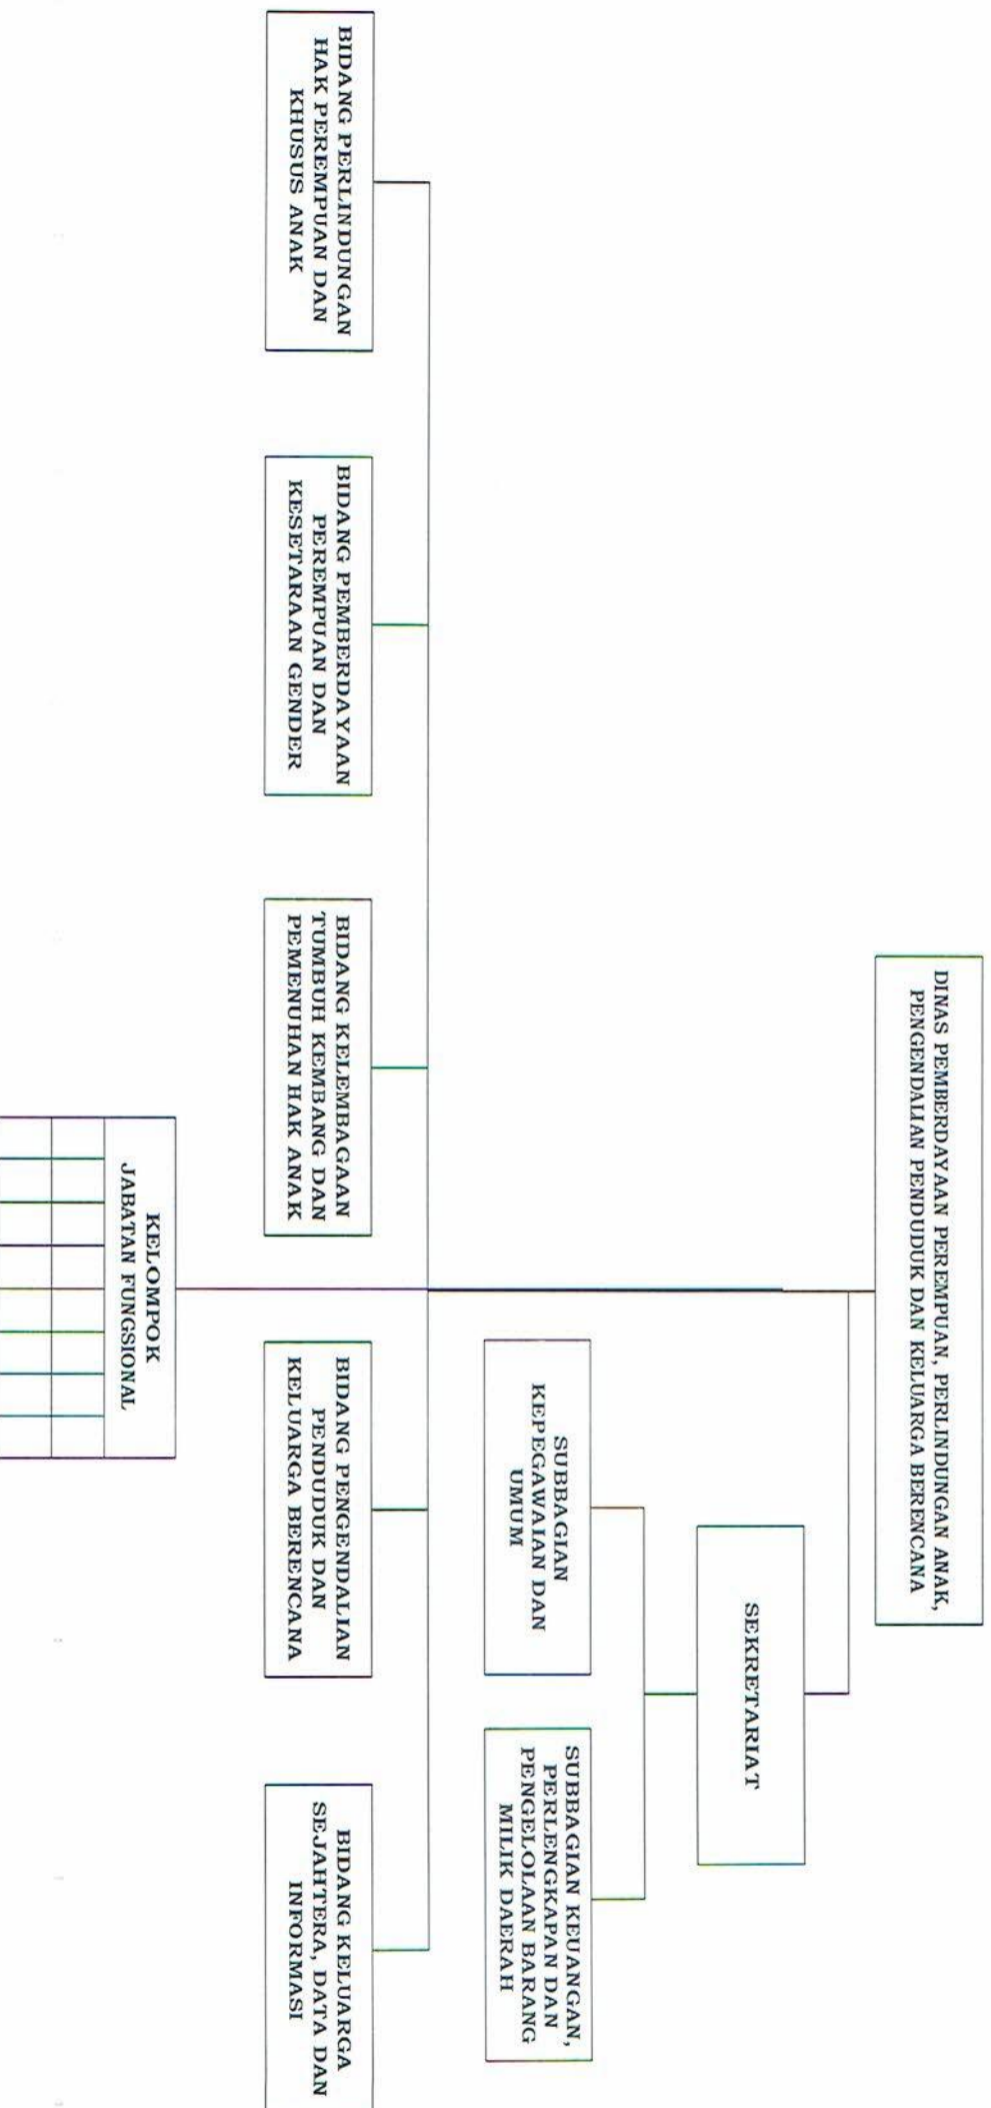 DINAS PEMBERDAYAAN PEREMPUAN, PERLINDUNGAN ANAK,
PENGENDALIAN PENDUDUK DAN KELUARGA BERENCANA
SEKRETARIAT
SUBBAGIAN
KEPEGAWAIAN DAN
UMUM
SUBBAGIAN KEUANGAN,
PERLENGKAPAN DAN
PENGELOLAAN BARANG
MILIK DAERAH
BIDANG PERLINDUNGAN
HAK PEREMPUAN DAN
KHUSUS ANAK
BIDANG PEMBERDAYAAN
PEREMPUAN DAN
KESETARAAN GENDER
BIDANG KELEMBAGAAN
TUMBUH KEMBANG DAN
PEMENUHAN HAK ANAK
BIDANG PENGENDALIAN
PENDUDUK DAN
KELUARGA BERENCANA
BIDANG KELUARGA
SEJAHTERA, DATA DAN
INFORMASI
KELOMPOK
JABATAN FUNGSIONAL